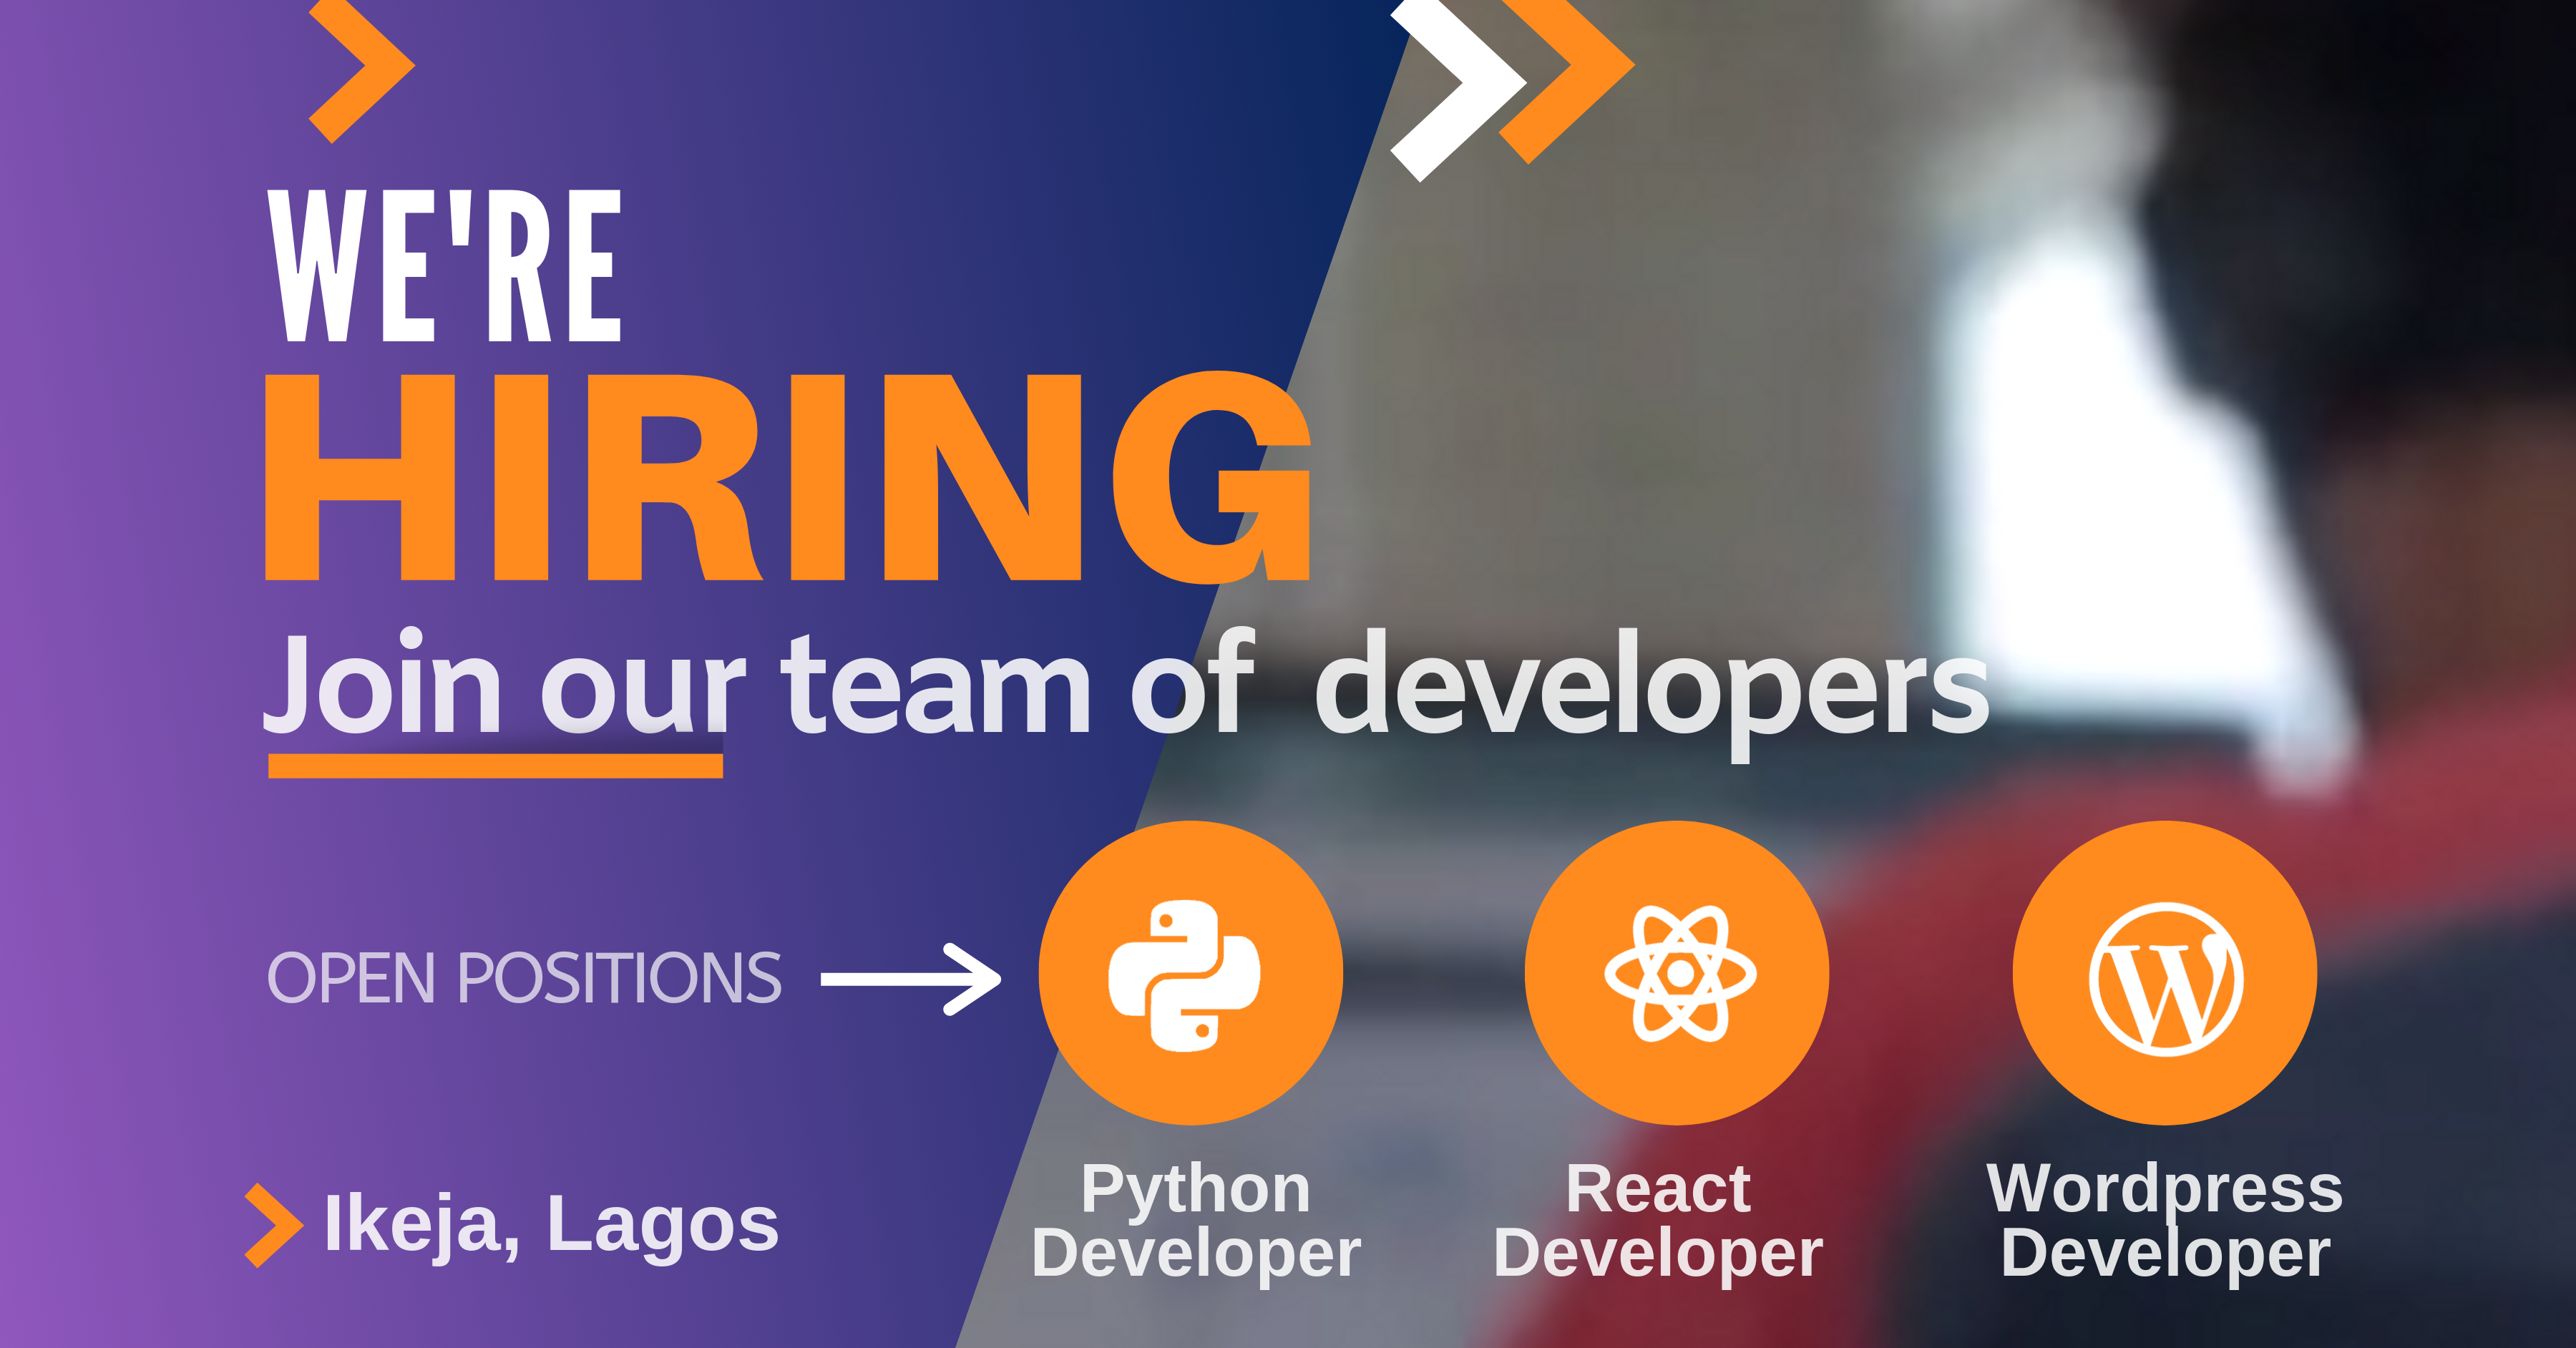 WE'RE
HIRING
Join our team of developers
OPEN POSITIONS
Python
Developer
React
Developer
Wordpress
Developer
Ikeja, Lagos